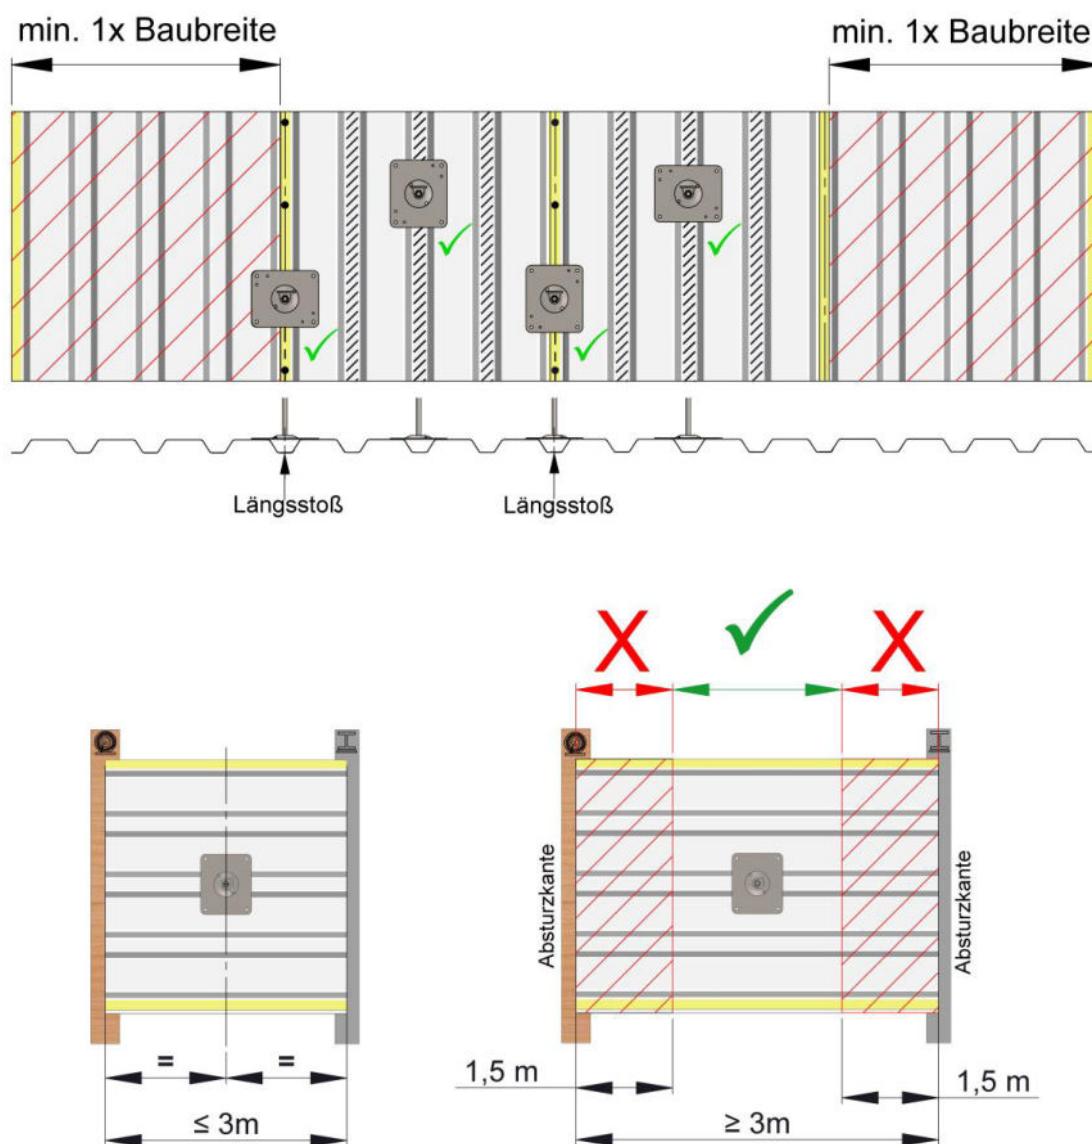 min. 1x Baubreite
min. 1x Baubreite
Längsstoß
Längsstoß
X
X
Absturzkante
Absturzkante
=
=
1,5 m
1,5 m
≤ 3m
≥ 3m